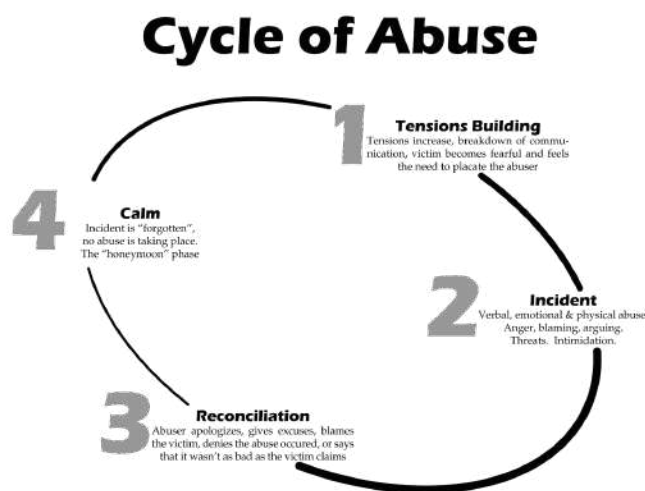 Cycle of Abuse
1
Tensions Building
Tensions increase, breakdown of commu-
nication, victim becomes fearful and feels
the need to placate the abuser
2
Incident
Verbal, emotional & physical abuse
Anger, blaming, arguing.
Threats. Intimidation.
3
Reconciliation
Abuser apologizes, gives excuses, blames
the victim, denies the abuse occured, or says
that it wasn't as bad as the victim claims
4
Calm
Incident is "forgotten",
no abuse is taking place.
The "honeymoon" phase